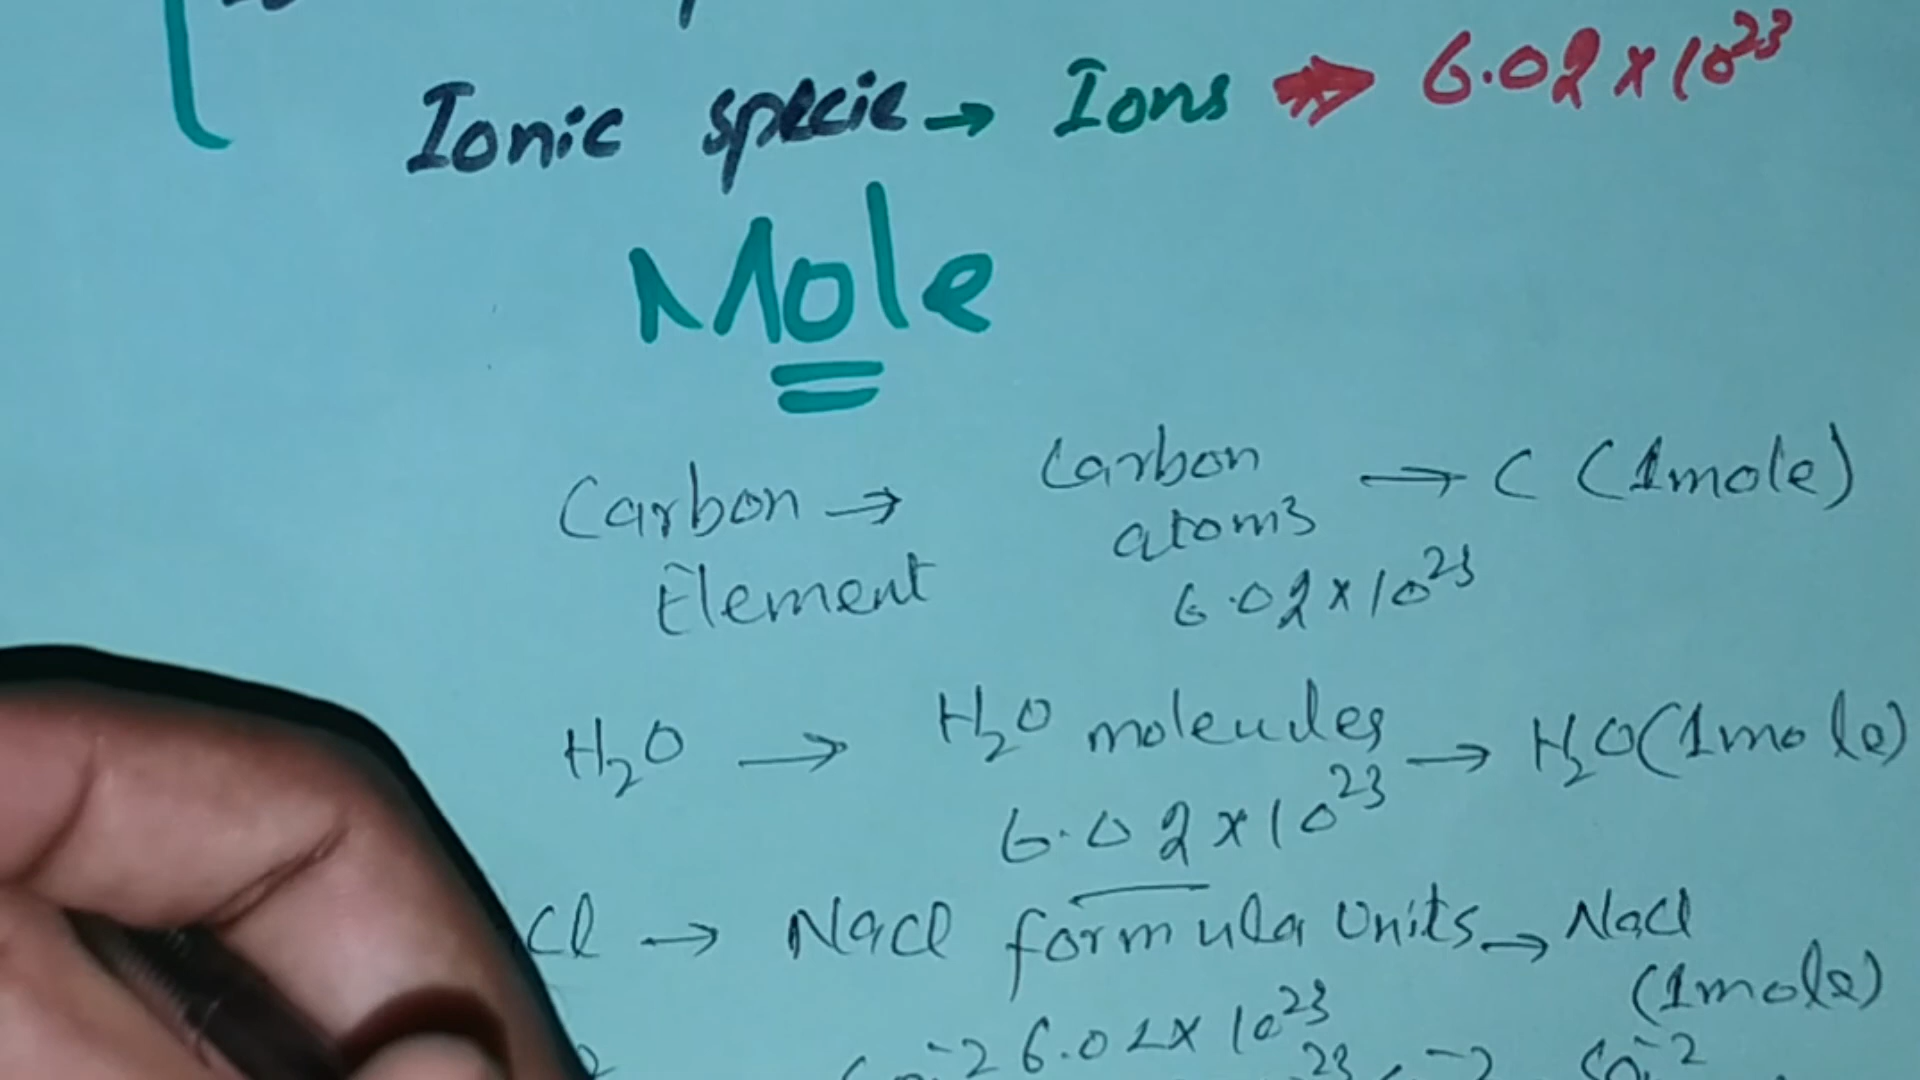 Ionic specie → Ions ⇒ 6.02 x 10²³
Mole
Carbon → Carbon atoms → C (1mole)
Element 6.02 x 10²³
H₂O → H₂O molecules → H₂O (1mole)
6.02 x 10²³
Cl → NaCl formula Units → NaCl
(1mole)
6.02 x 10²³